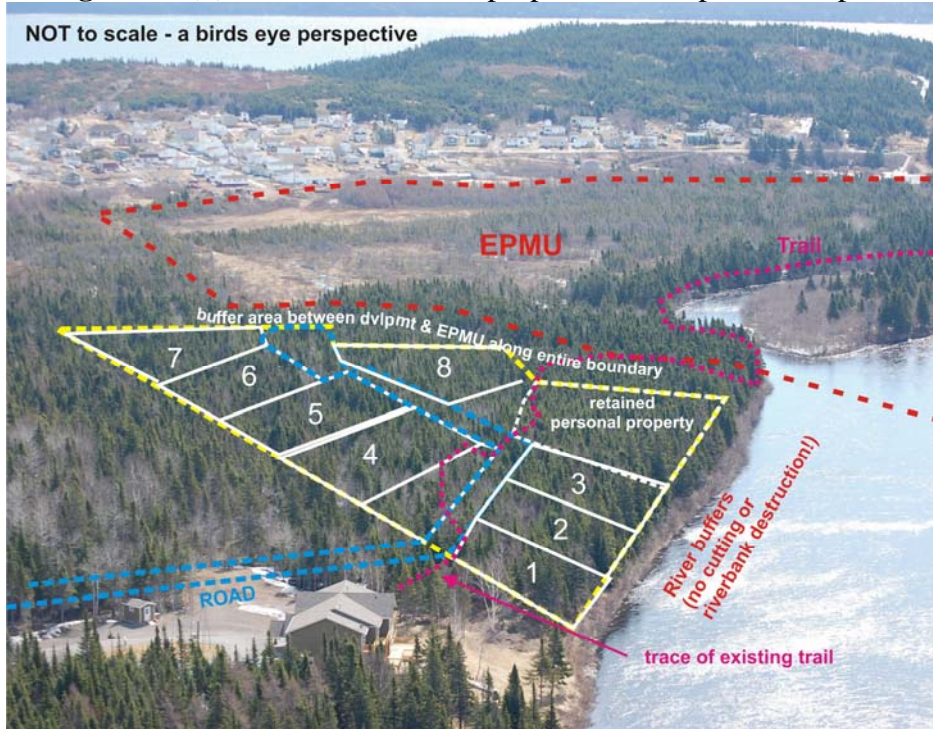 NOT to scale - a birds eye perspective
EPMU
Trail
buffer area between dvlpmt & EPMU along entire boundary
7
8
6
retained
personal property
5
4
3
2
1
River buffers
(no cutting or
riverbank destruction!)
ROAD
trace of existing trail